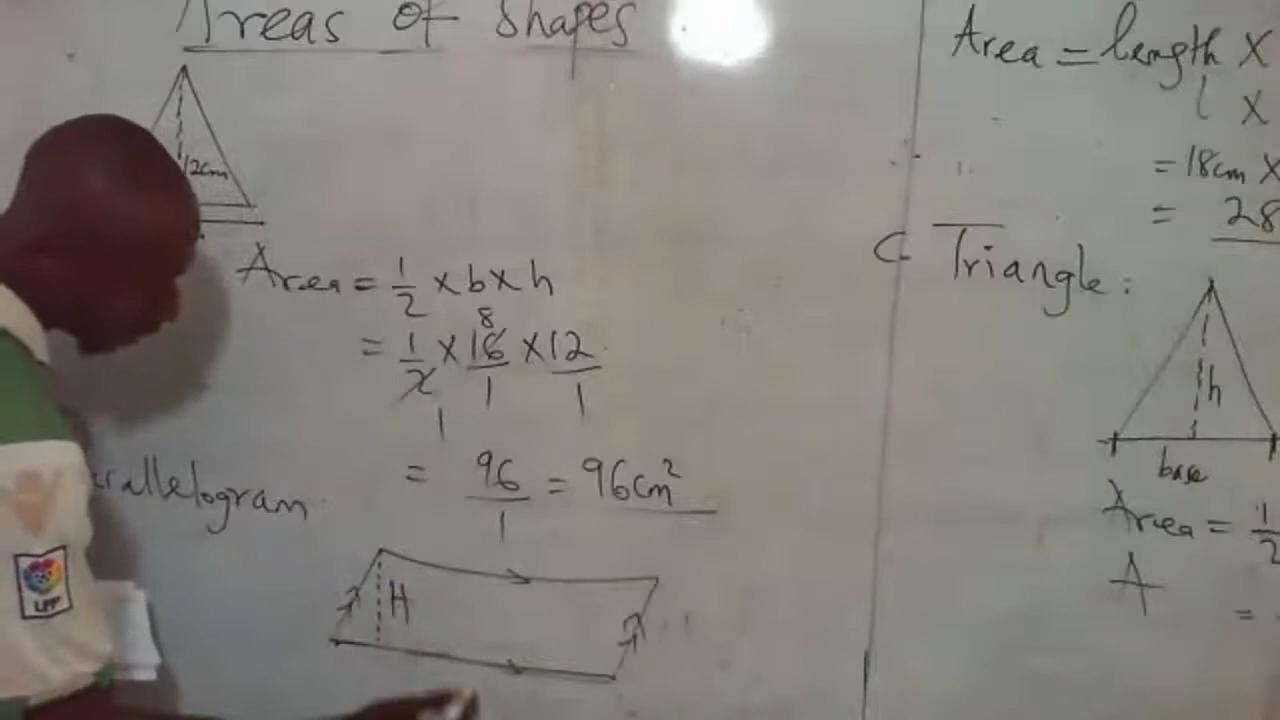 Areas of shapes
12cm
Area = 1/2 x b x h
8
= 1/2 x 16/1 x 12/1
1
= 96/1 = 96cm²
rallelogram
H
LFP
Area = length x
l x
= 18cm x
= 28
C Triangle:
h
base
Area = 1/2
A
=